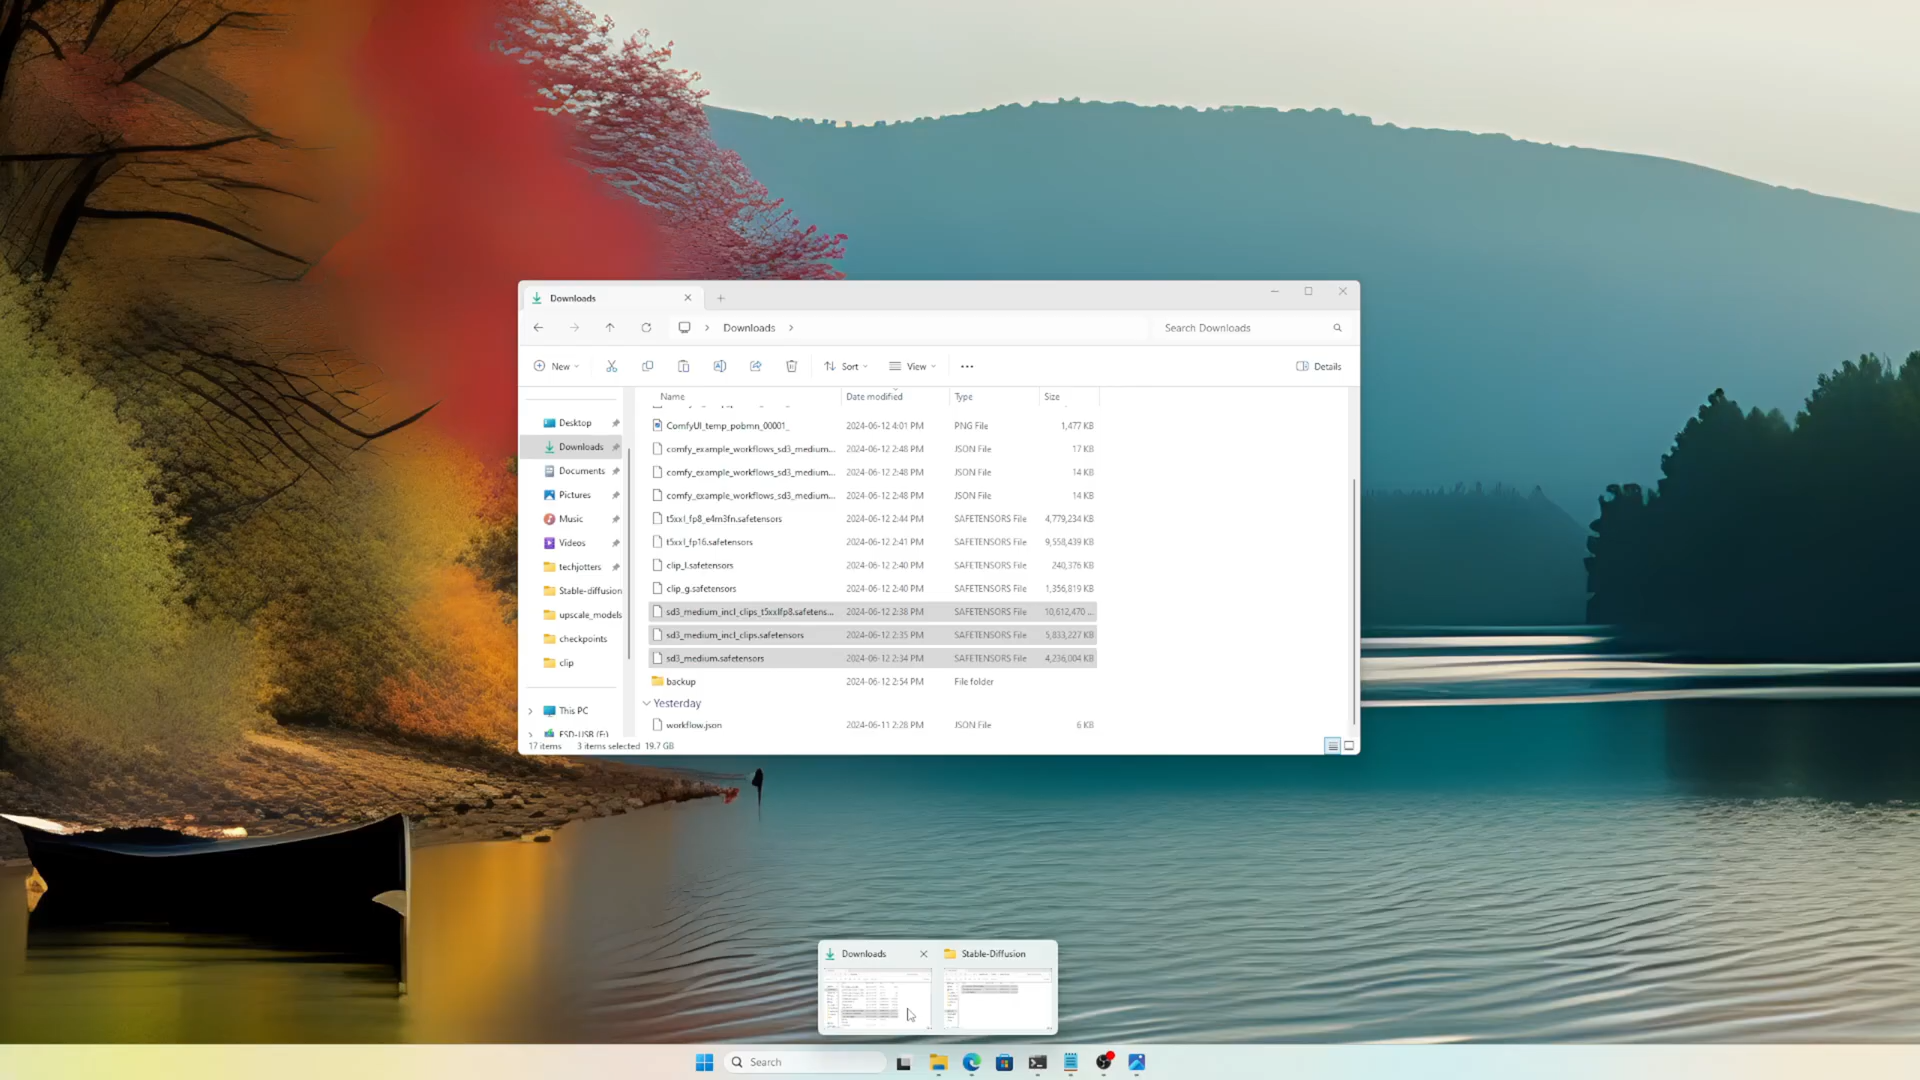 Downloads
Downloads
Search Downloads
New
Sort
View
Details
Name Date modified Type Size
ComfyUI_temp_pobmn_00001_ 2024-06-12 4:01 PM PNG File 1,477 KB
comfy_example_workflows_sd3_medium... 2024-06-12 2:48 PM JSON File 17 KB
comfy_example_workflows_sd3_medium... 2024-06-12 2:48 PM JSON File 14 KB
comfy_example_workflows_sd3_medium... 2024-06-12 2:48 PM JSON File 14 KB
t5xxl_fp8_e4m3fn.safetensors 2024-06-12 2:44 PM SAFETENSORS File 4,779,234 KB
t5xxl_fp16.safetensors 2024-06-12 2:41 PM SAFETENSORS File 9,558,439 KB
clip_l.safetensors 2024-06-12 2:40 PM SAFETENSORS File 240,376 KB
clip_g.safetensors 2024-06-12 2:40 PM SAFETENSORS File 1,356,819 KB
sd3_medium_incl_clips_t5xxlfp8.safetens... 2024-06-12 2:38 PM SAFETENSORS File 10,612,470 ...
sd3_medium_incl_clips.safetensors 2024-06-12 2:35 PM SAFETENSORS File 5,833,227 KB
sd3_medium.safetensors 2024-06-12 2:34 PM SAFETENSORS File 4,236,004 KB
backup 2024-06-12 2:54 PM File folder
Yesterday
workflow.json 2024-06-11 2:28 PM JSON File 6 KB
Desktop
Downloads
Documents
Pictures
Music
Videos
techjotters
Stable-diffusion
upscale_models
checkpoints
clip
This PC
ESD-USB (F:)
17 items 3 items selected 19.7 GB
Downloads
Stable-Diffusion
Search